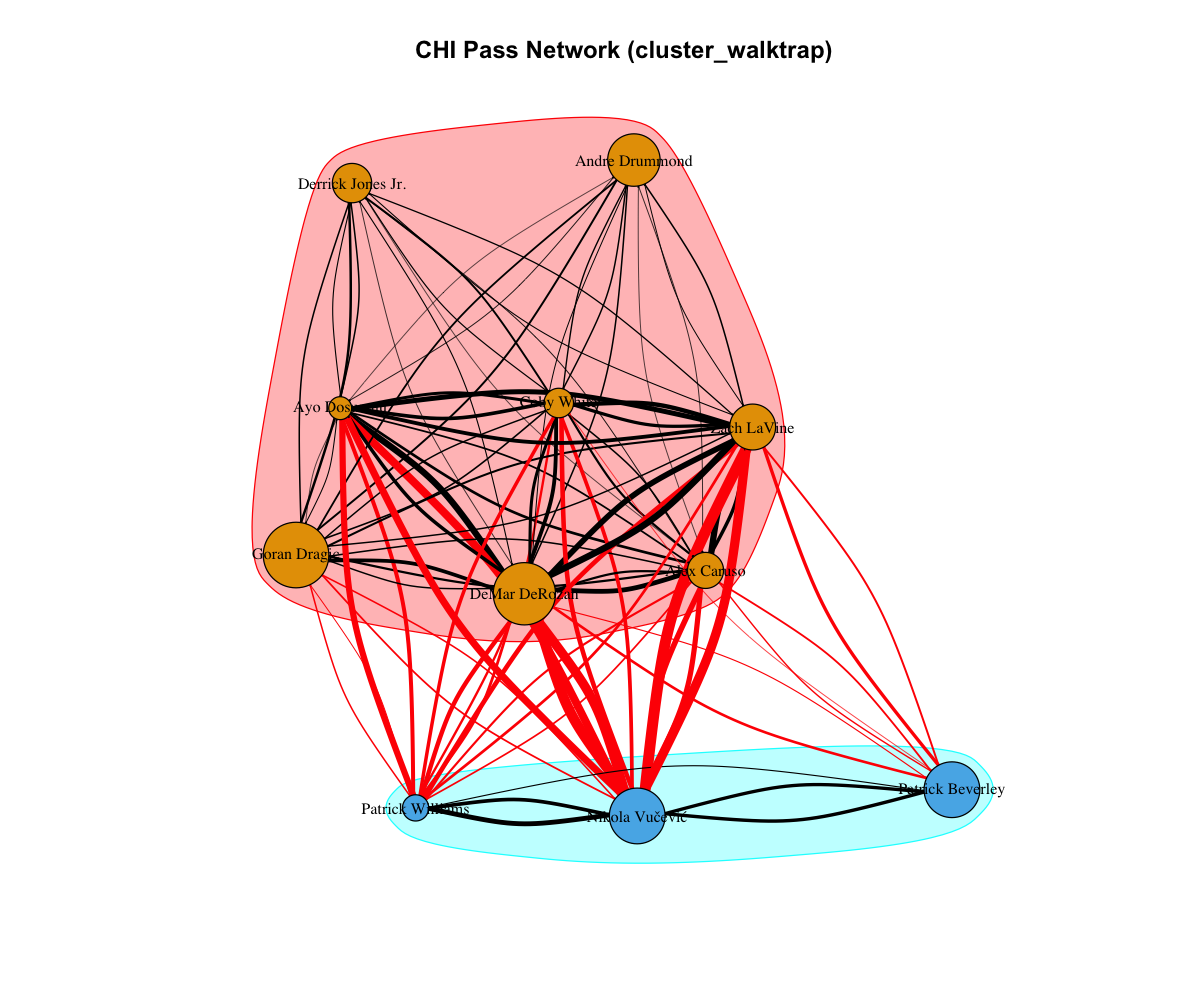 CHI Pass Network (cluster_walktrap)
Andre Drummond
Derrick Jones Jr.
Ayo Dosunmu
Coby White
Zach LaVine
Goran Dragic
DeMar DeRozan
Alex Caruso
Patrick Williams
Nikola Vučević
Patrick Beverley